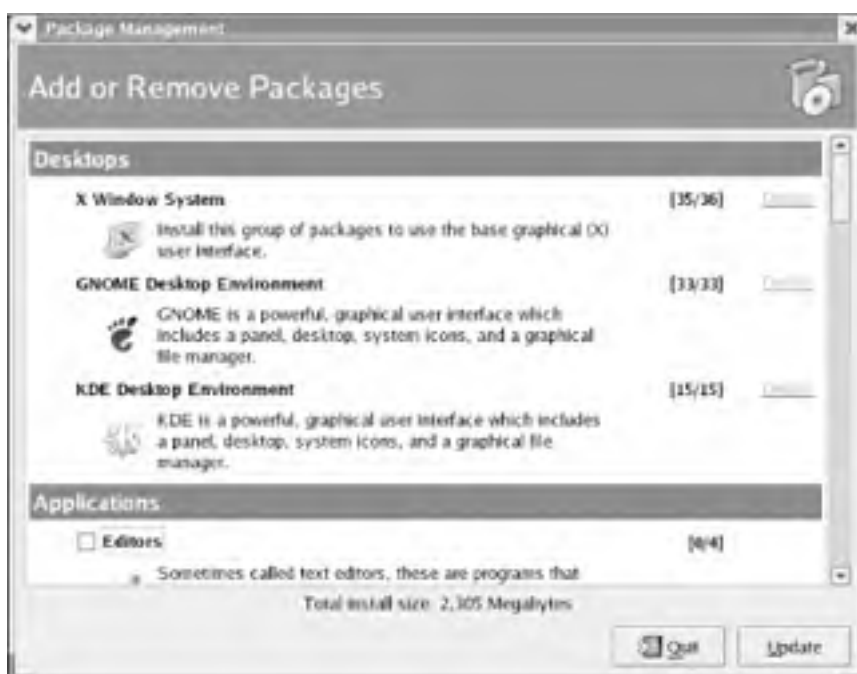 Package Management
Add or Remove Packages
Desktops
X Window System [35/36] Details
Install this group of packages to use the base graphical (X)
user interface.
GNOME Desktop Environment [33/33] Details
GNOME is a powerful, graphical user interface which
includes a panel, desktop, system icons, and a graphical
file manager.
KDE Desktop Environment [15/15] Details
KDE is a powerful, graphical user interface which includes
a panel, desktop, system icons, and a graphical file
manager.
Applications
Editors [0/4]
Sometimes called text editors, these are programs that
Total install size: 2,305 Megabytes
Quit Update